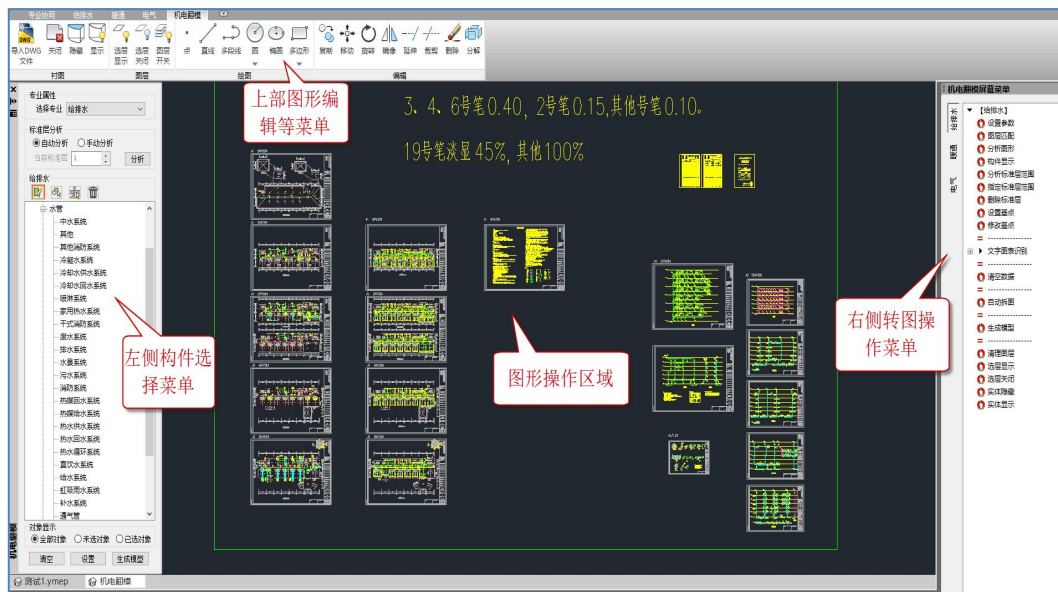 专业协同 给排水 暖通 电气 机电翻模
导入DWG文件 关闭 隐藏 显示 选层显示 选层关闭 图层开关 点 直线 多段线 圆 椭圆 多边形 复制 移动 旋转 镜像 延伸 裁剪 删除 分解
衬图 图层 绘图 编辑
专业属性
选择专业 给排水
标准层分析
自动分析 手动分析
当前标准层 1 分析
给排水
水管
中水系统
其他
其他消防系统
冷凝水系统
冷却水供水系统
冷却水回水系统
喷淋系统
家用热水系统
干式消防系统
废水系统
排水系统
水景系统
污水系统
消防系统
热媒回水系统
热媒给水系统
热水供水系统
热水回水系统
热水循环系统
直饮水系统
给水系统
虹吸雨水系统
补水系统
通气管
对象显示
全部对象 未选对象 已选对象
清空 设置 生成模型
机电翻模
测试1.ymep 机电翻模
上部图形编
辑等菜单
3、4、6号笔0.40, 2号笔0.15,其他号笔0.10。
19号笔淡显45%, 其他100%
左侧构件选
择菜单
图形操作区域
右侧转图操
作菜单
机电翻模屏幕菜单
给排水
暖通
电气
【给排水】
设置参数
图层匹配
分析图形
构件显示
分析标准层范围
指定标准层范围
删除标准层
设置基点
修改基点
----------------
文字图表识别
----------------
清空数据
----------------
自动拆图
----------------
生成模型
----------------
清理图层
选层显示
选层关闭
实体隐藏
实体显示